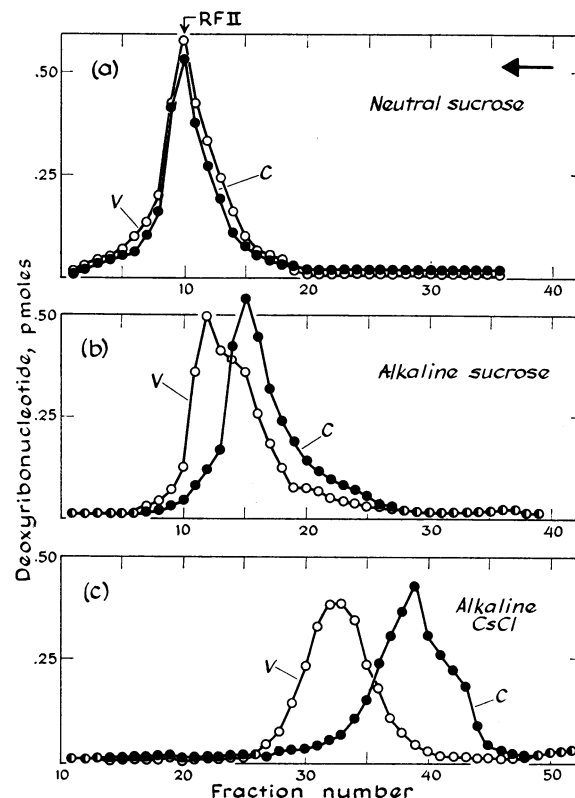 RFII
.50
(a)
Neutral sucrose
.25
C
V
10
20
30
40
.50
(b)
V
Alkaline sucrose
.25
C
10
20
30
40
(c)
Alkaline
CsCl
.25
V
C
10
20
30
40
50
Fraction number
Deoxyribonucleotide, pmoles